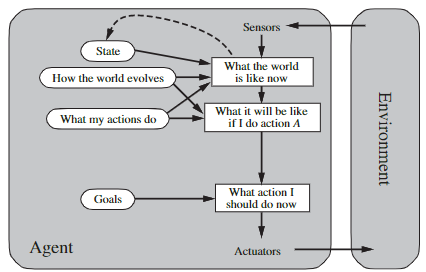 Sensors
State
What the world
is like now
How the world evolves
What it will be like
if I do action A
What my actions do
Environment
Goals
What action I
should do now
Agent
Actuators